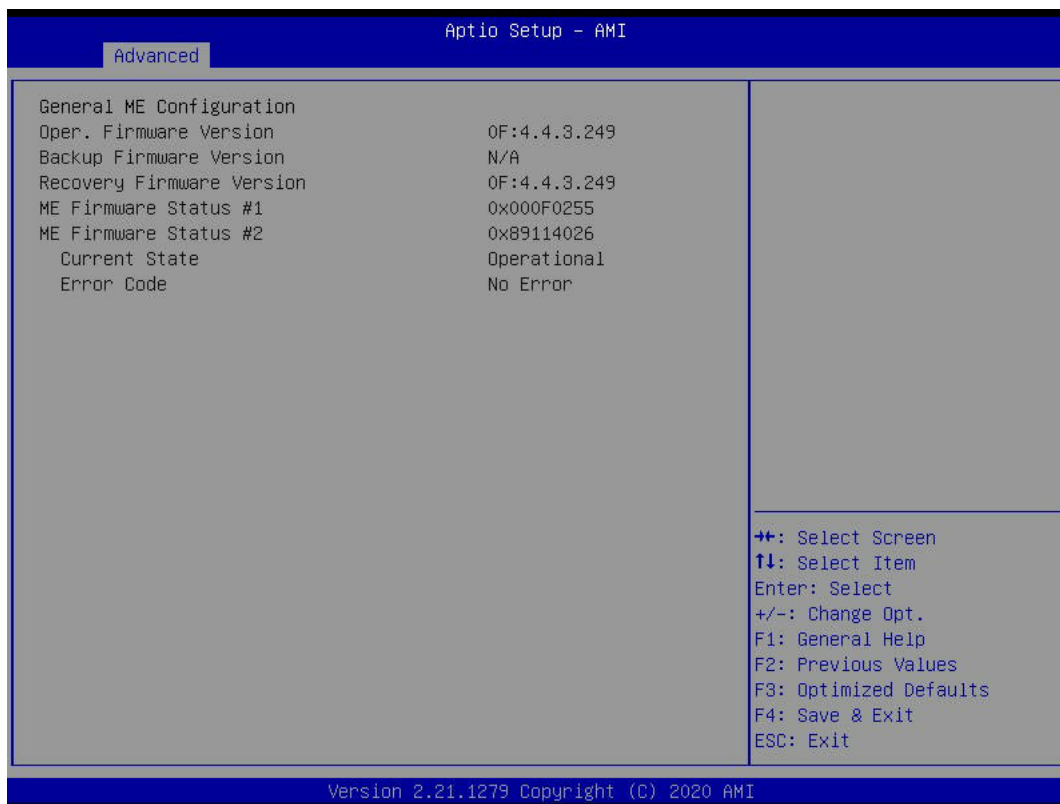 Aptio Setup – AMI
Advanced
General ME Configuration
Oper. Firmware Version 0F:4.4.3.249
Backup Firmware Version N/A
Recovery Firmware Version 0F:4.4.3.249
ME Firmware Status #1 0x000F0255
ME Firmware Status #2 0x89114026
Current State Operational
Error Code No Error
→←: Select Screen
↑↓: Select Item
Enter: Select
+/-: Change Opt.
F1: General Help
F2: Previous Values
F3: Optimized Defaults
F4: Save & Exit
ESC: Exit
Version 2.21.1279 Copyright (C) 2020 AMI